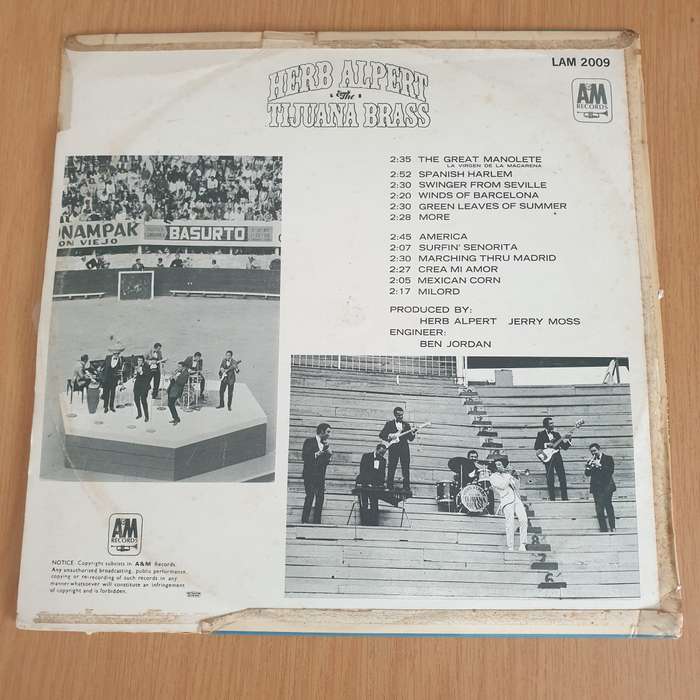 LAM 2009
HERB ALPERT
and The
TIJUANA BRASS
A&M
RECORDS
2:35 THE GREAT MANOLETE
LA VIRGEN DE LA MACARENA
2:52 SPANISH HARLEM
2:30 SWINGER FROM SEVILLE
2:20 WINDS OF BARCELONA
2:30 GREEN LEAVES OF SUMMER
2:28 MORE
2:45 AMERICA
2:07 SURFIN' SENORITA
2:30 MARCHING THRU MADRID
2:27 CREA MI AMOR
2:05 MEXICAN CORN
2:17 MILORD
PRODUCED BY:
HERB ALPERT JERRY MOSS
ENGINEER:
BEN JORDAN
ONAMPAK
ON VIEJO
BASURTO
A&M
RECORDS
NOTICE. Copyright subsists in A&M Records.
Any unauthorised broadcasting, public performance,
copying or re-recording of such records in any
manner whatsoever will constitute an infringement
of copyright and is forbidden.